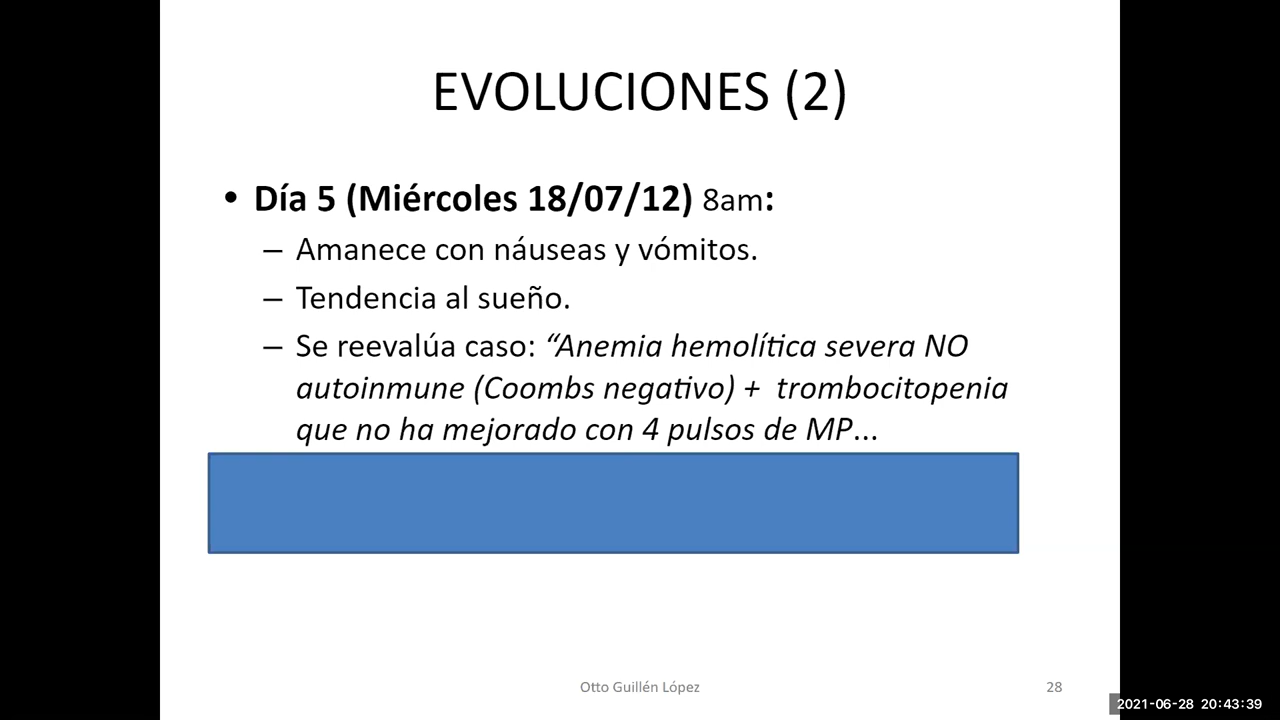 EVOLUCIONES (2)
• Día 5 (Miércoles 18/07/12) 8am:
– Amanece con náuseas y vómitos.
– Tendencia al sueño.
– Se reevalúa caso: “Anemia hemolítica severa NO
autoinmune (Coombs negativo) + trombocitopenia
que no ha mejorado con 4 pulsos de MP...
Otto Guillén López
28
2021-06-28 20:43:39